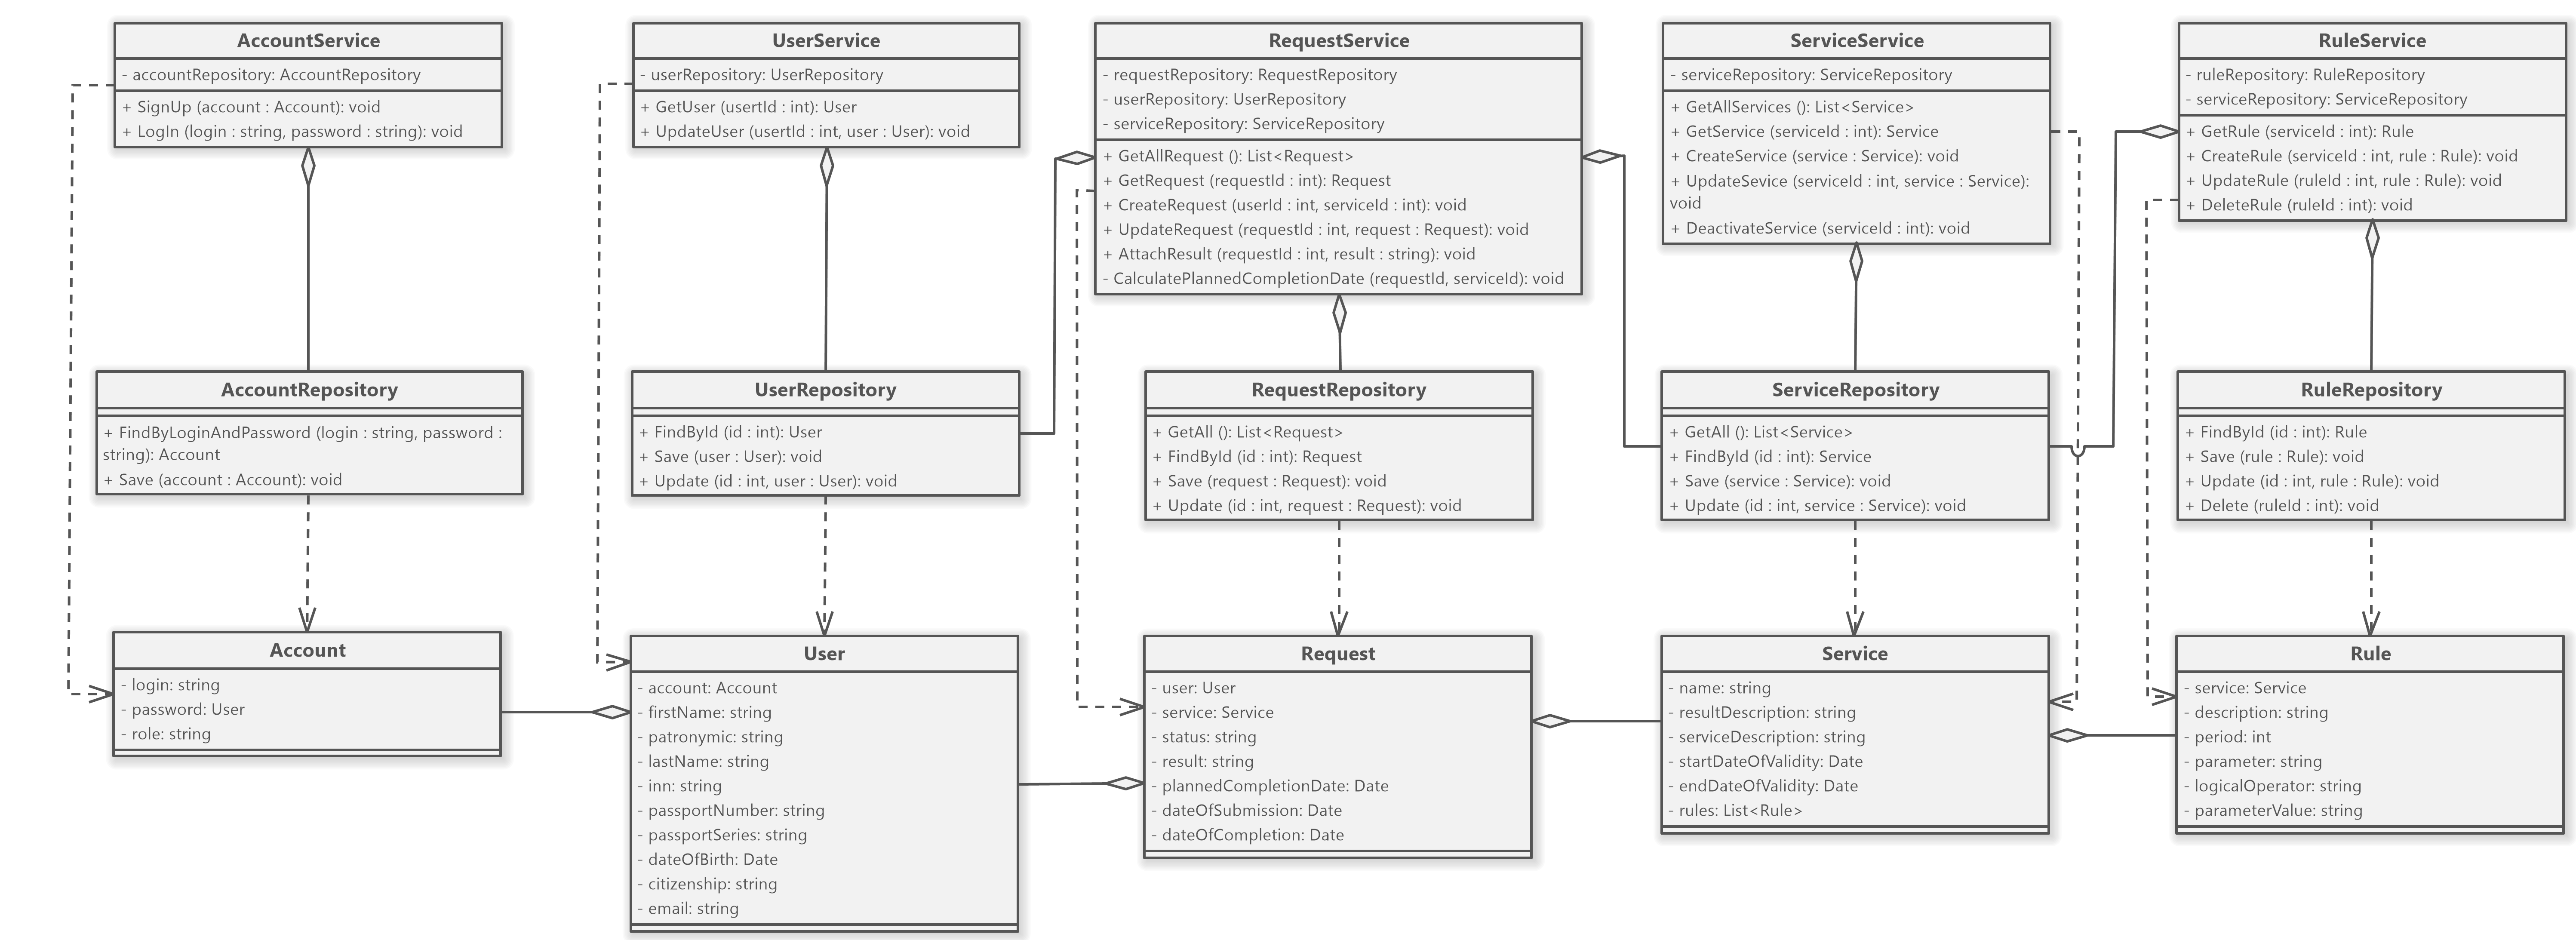 AccountService
- accountRepository: AccountRepository
+ SignUp (account : Account): void
+ LogIn (login : string, password : string): void
UserService
- userRepository: UserRepository
+ GetUser (usertId : int): User
+ UpdateUser (usertId : int, user : User): void
RequestService
- requestRepository: RequestRepository
- userRepository: UserRepository
- serviceRepository: ServiceRepository
+ GetAllRequest (): List<Request>
+ GetRequest (requestId : int): Request
+ CreateRequest (userId : int, serviceId : int): void
+ UpdateRequest (requestId : int, request : Request): void
+ AttachResult (requestId : int, result : string): void
- CalculatePlannedCompletionDate (requestId, serviceId): void
ServiceService
- serviceRepository: ServiceRepository
+ GetAllServices (): List<Service>
+ GetService (serviceId : int): Service
+ CreateService (service : Service): void
+ UpdateSevice (serviceId : int, service : Service):
void
+ DeactivateService (serviceId : int): void
RuleService
- ruleRepository: RuleRepository
- serviceRepository: ServiceRepository
+ GetRule (serviceId : int): Rule
+ CreateRule (serviceId : int, rule : Rule): void
+ UpdateRule (ruleId : int, rule : Rule): void
+ DeleteRule (ruleId : int): void
AccountRepository
+ FindByLoginAndPassword (login : string, password :
string): Account
+ Save (account : Account): void
UserRepository
+ FindById (id : int): User
+ Save (user : User): void
+ Update (id : int, user : User): void
RequestRepository
+ GetAll (): List<Request>
+ FindById (id : int): Request
+ Save (request : Request): void
+ Update (id : int, request : Request): void
ServiceRepository
+ GetAll (): List<Service>
+ FindById (id : int): Service
+ Save (service : Service): void
+ Update (id : int, service : Service): void
RuleRepository
+ FindById (id : int): Rule
+ Save (rule : Rule): void
+ Update (id : int, rule : Rule): void
+ Delete (ruleId : int): void
Account
- login: string
- password: User
- role: string
User
- account: Account
- firstName: string
- patronymic: string
- lastName: string
- inn: string
- passportNumber: string
- passportSeries: string
- dateOfBirth: Date
- citizenship: string
- email: string
Request
- user: User
- service: Service
- status: string
- result: string
- plannedCompletionDate: Date
- dateOfSubmission: Date
- dateOfCompletion: Date
Service
- name: string
- resultDescription: string
- serviceDescription: string
- startDateOfValidity: Date
- endDateOfValidity: Date
- rules: List<Rule>
Rule
- service: Service
- description: string
- period: int
- parameter: string
- logicalOperator: string
- parameterValue: string